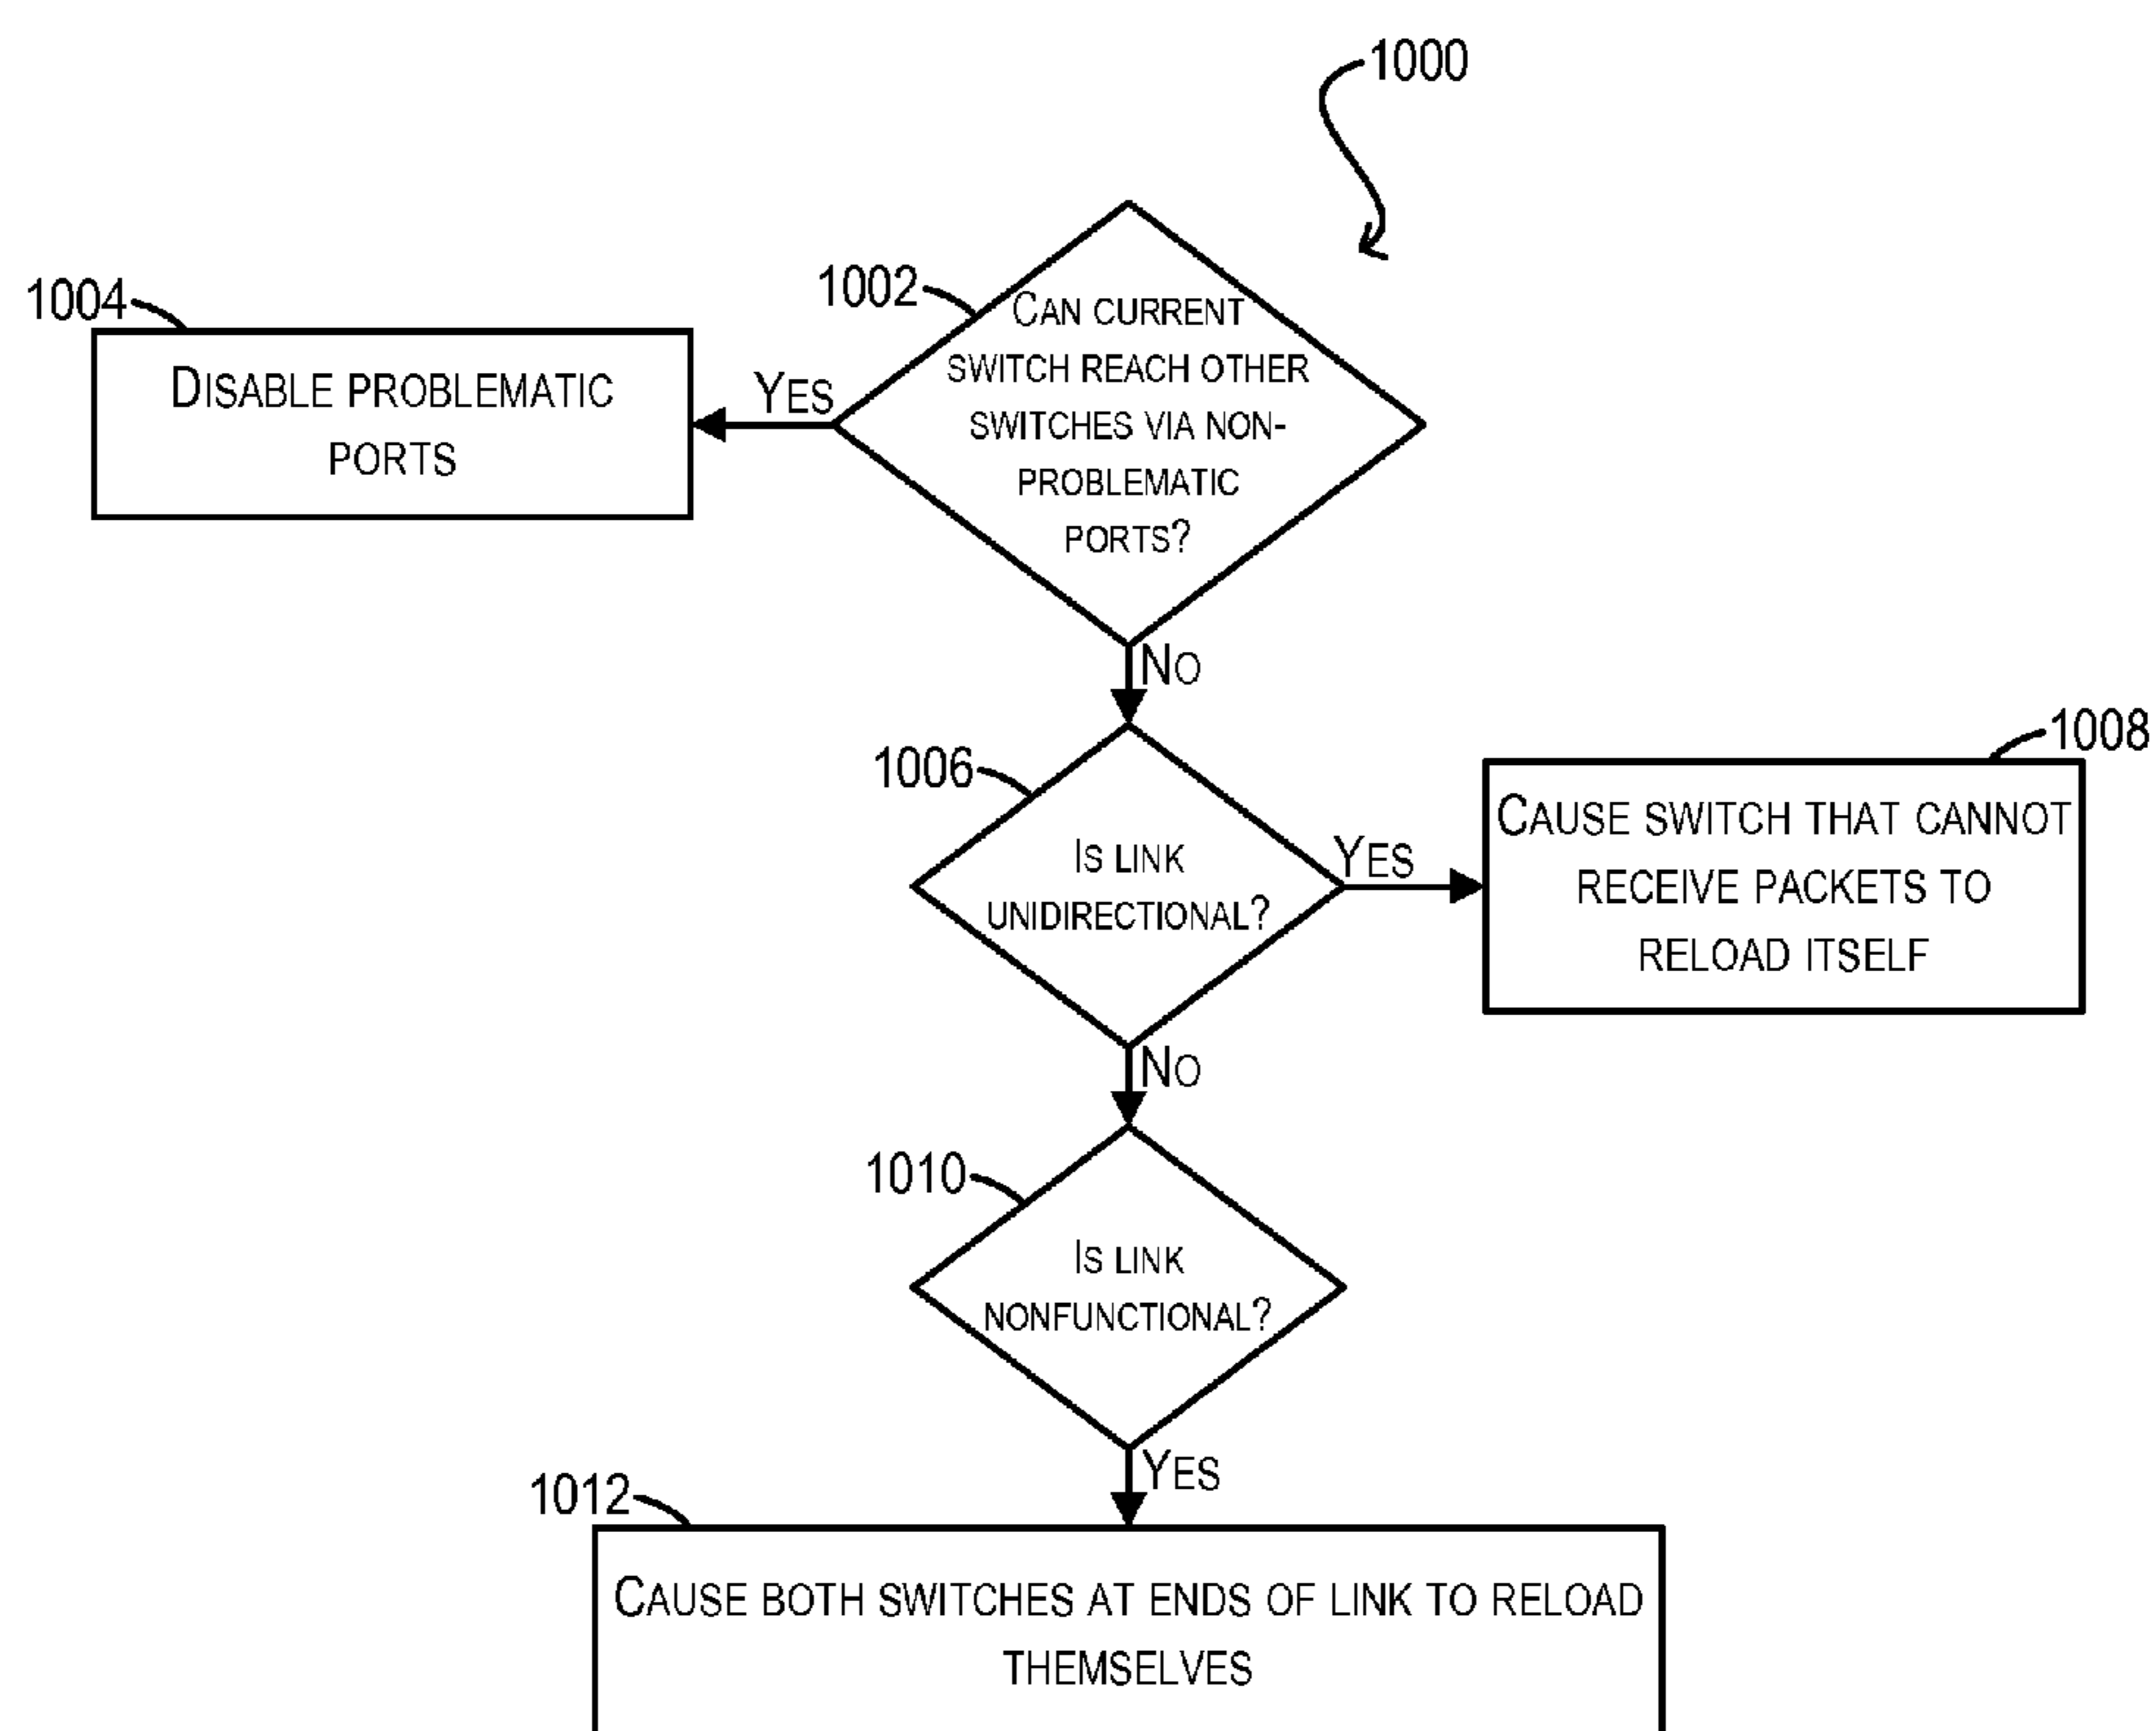 1000
1002
CAN CURRENT
SWITCH REACH OTHER
SWITCHES VIA NON-
PROBLEMATIC
PORTS?
1004
DISABLE PROBLEMATIC
PORTS
YES
NO
1006
IS LINK
UNIDIRECTIONAL?
YES
1008
CAUSE SWITCH THAT CANNOT
RECEIVE PACKETS TO
RELOAD ITSELF
NO
1010
IS LINK
NONFUNCTIONAL?
YES
1012
CAUSE BOTH SWITCHES AT ENDS OF LINK TO RELOAD
THEMSELVES